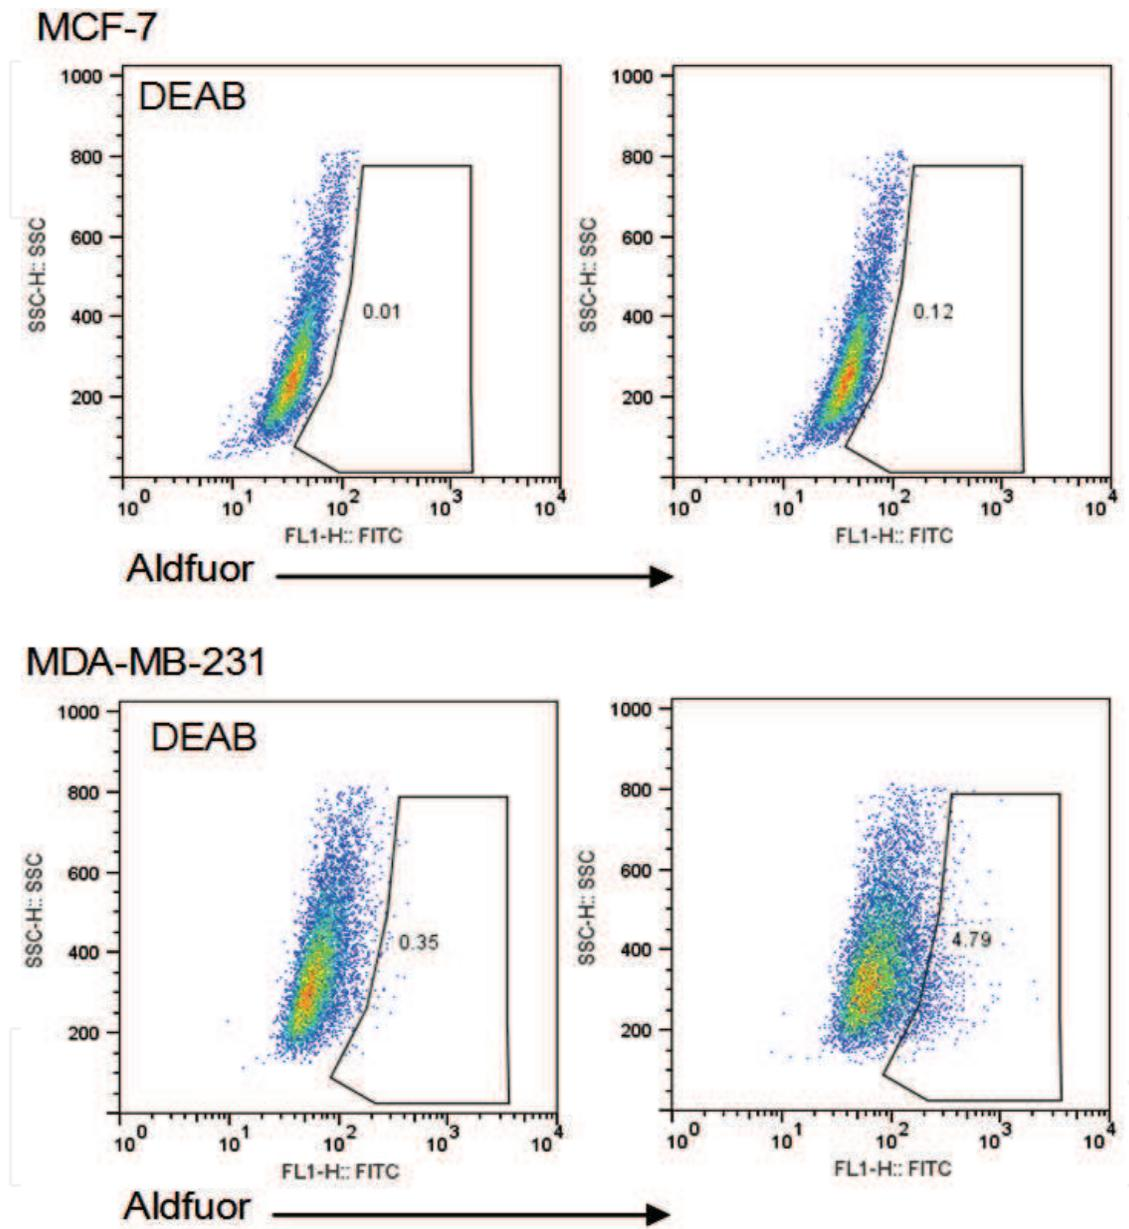 MCF-7
DEAB
1000
800
600
400
200
SSC-H:: SSC
0.01
10^0 10^1 10^2 10^3 10^4
FL1-H:: FITC
1000
800
600
400
200
SSC-H:: SSC
0.12
10^0 10^1 10^2 10^3 10^4
FL1-H:: FITC
Aldfuor
MDA-MB-231
DEAB
1000
800
600
400
200
SSC-H:: SSC
0.35
10^0 10^1 10^2 10^3 10^4
FL1-H:: FITC
1000
800
600
400
200
SSC-H:: SSC
4.79
10^0 10^1 10^2 10^3 10^4
FL1-H:: FITC
Aldfuor